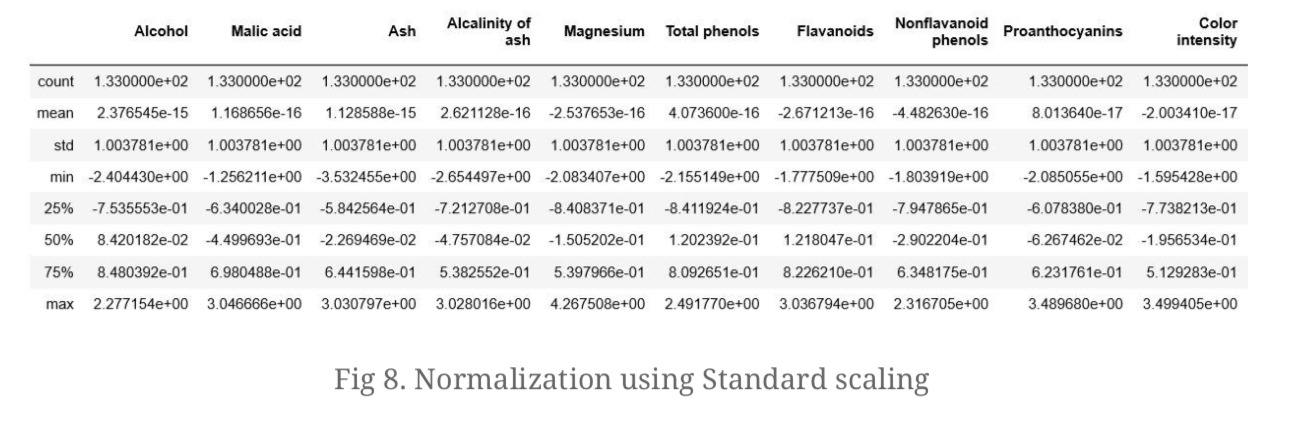 Alcohol Malic acid Ash Alcalinity of ash Magnesium Total phenols Flavanoids Nonflavanoid phenols Proanthocyanins Color intensity
count 1.330000e+02 1.330000e+02 1.330000e+02 1.330000e+02 1.330000e+02 1.330000e+02 1.330000e+02 1.330000e+02 1.330000e+02 1.330000e+02
mean 2.376545e-15 1.168656e-16 1.128588e-15 2.621128e-16 -2.537653e-16 4.073600e-16 -2.671213e-16 -4.482630e-16 8.013640e-17 -2.003410e-17
std 1.003781e+00 1.003781e+00 1.003781e+00 1.003781e+00 1.003781e+00 1.003781e+00 1.003781e+00 1.003781e+00 1.003781e+00 1.003781e+00
min -2.404430e+00 -1.256211e+00 -3.532455e+00 -2.654497e+00 -2.083407e+00 -2.155149e+00 -1.777509e+00 -1.803919e+00 -2.085055e+00 -1.595428e+00
25% -7.535553e-01 -6.340028e-01 -5.842564e-01 -7.212708e-01 -8.408371e-01 -8.411924e-01 -8.227737e-01 -7.947865e-01 -6.078380e-01 -7.738213e-01
50% 8.420182e-02 -4.499693e-01 -2.269469e-02 -4.757084e-02 -1.505202e-01 1.202392e-01 1.218047e-01 -2.902204e-01 -6.267462e-02 -1.956534e-01
75% 8.480392e-01 6.980488e-01 6.441598e-01 5.382552e-01 5.397966e-01 8.092651e-01 8.226210e-01 6.348175e-01 6.231761e-01 5.129283e-01
max 2.277154e+00 3.046666e+00 3.030797e+00 3.028016e+00 4.267508e+00 2.491770e+00 3.036794e+00 2.316705e+00 3.489680e+00 3.499405e+00
Fig 8. Normalization using Standard scaling